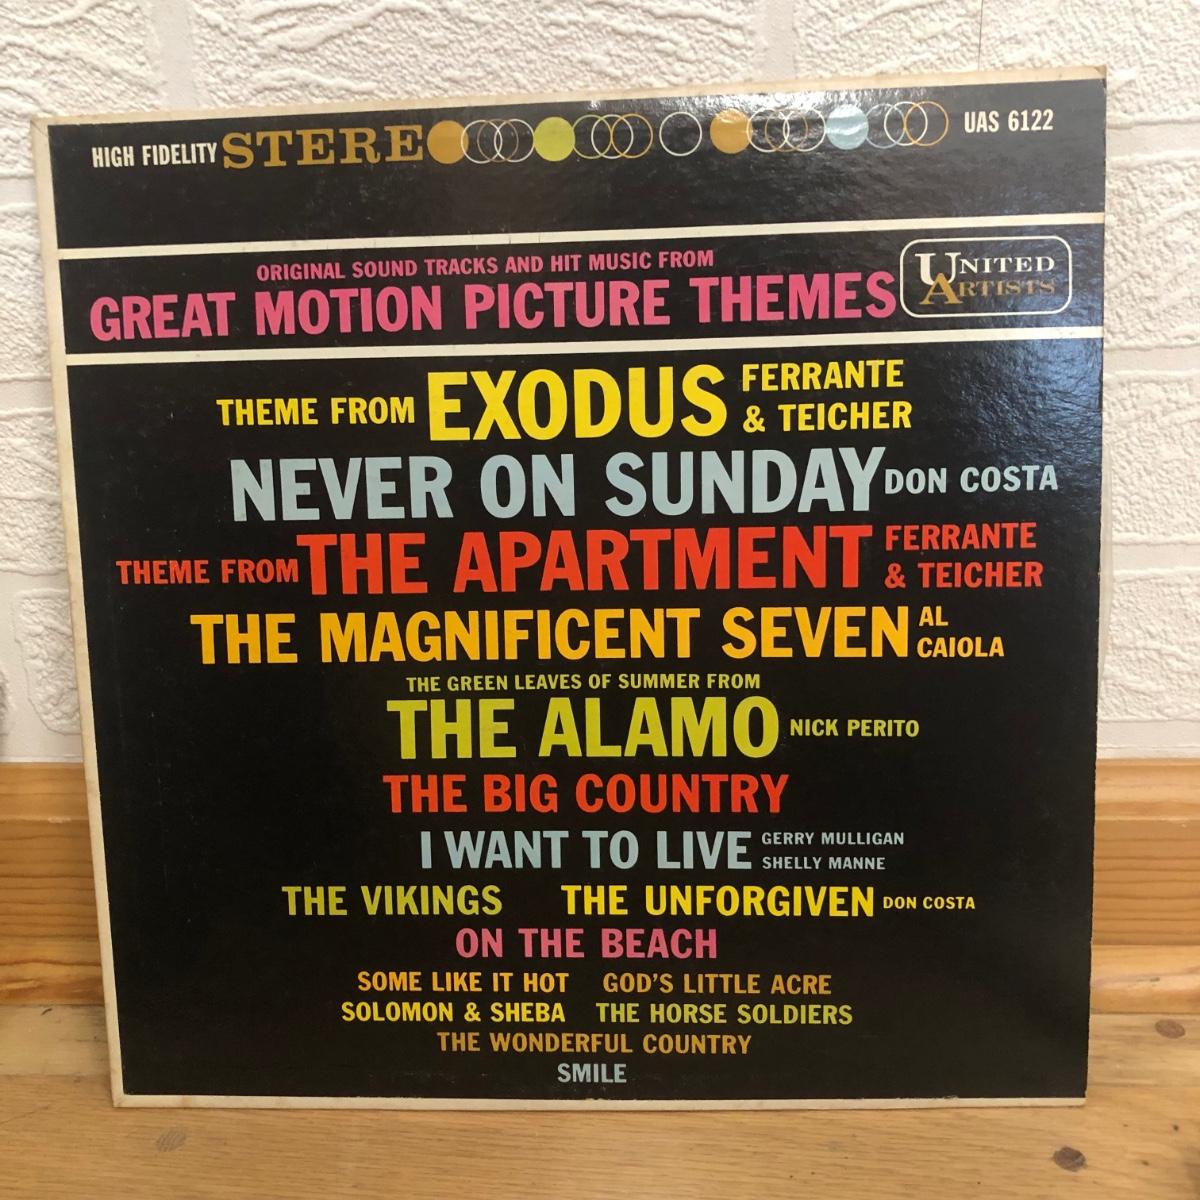 HIGH FIDELITY STEREO UAS 6122
ORIGINAL SOUND TRACKS AND HIT MUSIC FROM
GREAT MOTION PICTURE THEMES
UNITED
ARTISTS
THEME FROM EXODUS FERRANTE
& TEICHER
NEVER ON SUNDAY DON COSTA
THEME FROM THE APARTMENT FERRANTE
& TEICHER
THE MAGNIFICENT SEVEN AL
CAIOLA
THE GREEN LEAVES OF SUMMER FROM
THE ALAMO NICK PERITO
THE BIG COUNTRY
I WANT TO LIVE GERRY MULLIGAN
SHELLY MANNE
THE VIKINGS THE UNFORGIVEN DON COSTA
ON THE BEACH
SOME LIKE IT HOT GOD'S LITTLE ACRE
SOLOMON & SHEBA THE HORSE SOLDIERS
THE WONDERFUL COUNTRY
SMILE